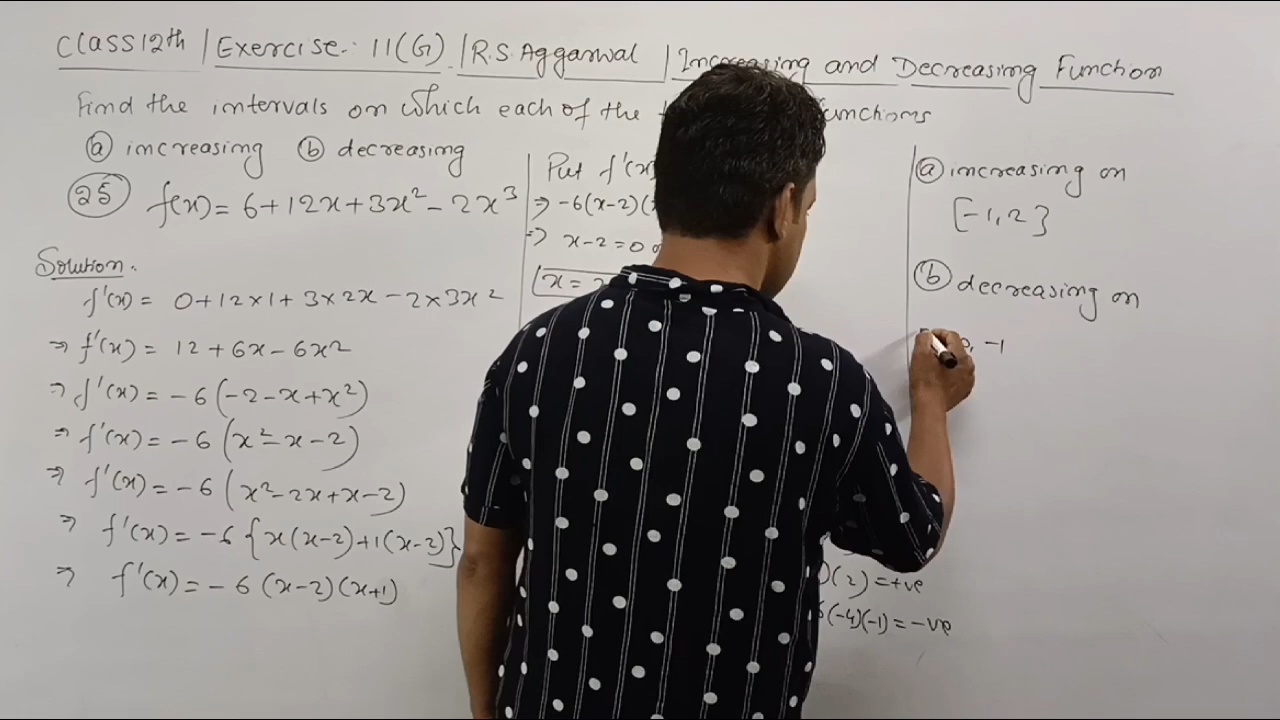 Class 12th | Exercise:- 11(G) | R.S. Aggarwal | Increasing and Decreasing Function
Find the intervals on which each of the functions
(a) increasing (b) decreasing
(25) f(x) = 6+12x+3x²-2x³
Solution.
f'(x) = 0+12×1+3×2x-2×3x²
⇒ f'(x) = 12+6x-6x²
⇒ f'(x) = -6(-2-x+x²)
⇒ f'(x) = -6(x²-x-2)
⇒ f'(x) = -6(x²-2x+x-2)
⇒ f'(x) = -6{x(x-2)+1(x-2)}
⇒ f'(x) = -6(x-2)(x+1)
Put f'(x)
⇒ -6(x-2)(
⇒ x-2=0
x =
)(2) = +ve
(-4)(-1) = -ve
(a) increasing on
[-1,2}
(b) decreasing on
, -1